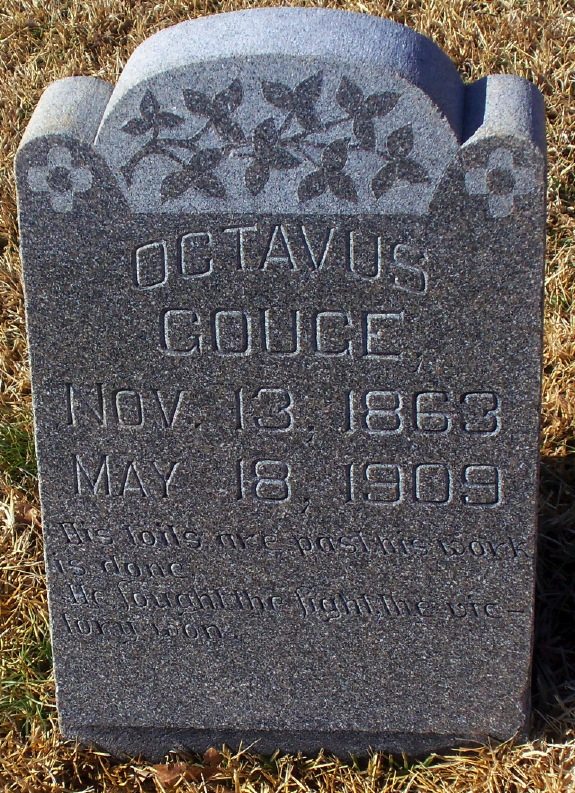 OCTAVUS
GOUGE,
NOV. 13, 1863
MAY 18, 1909
His toils are past, his work
is done
He fought the fight, the vic-
tory won.